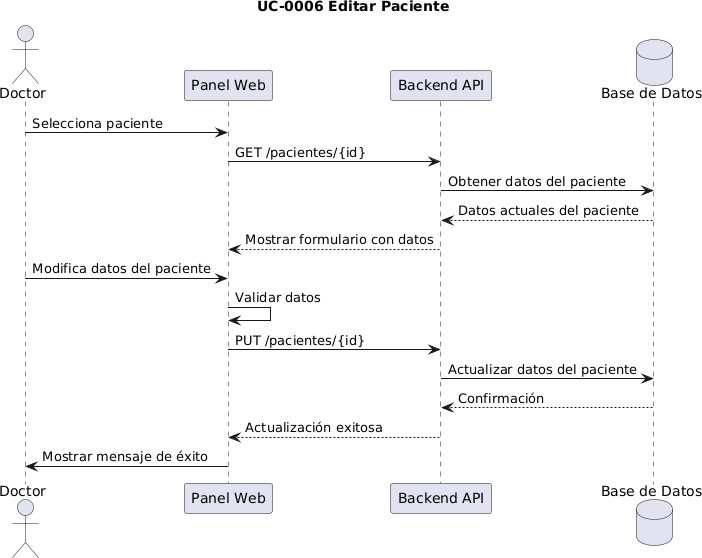 UC-0006 Editar Paciente
Doctor
Panel Web
Backend API
Base de Datos
Selecciona paciente
GET /pacientes/{id}
Obtener datos del paciente
Datos actuales del paciente
Mostrar formulario con datos
Modifica datos del paciente
Validar datos
PUT /pacientes/{id}
Actualizar datos del paciente
Confirmación
Actualización exitosa
Mostrar mensaje de éxito
Doctor
Panel Web
Backend API
Base de Datos